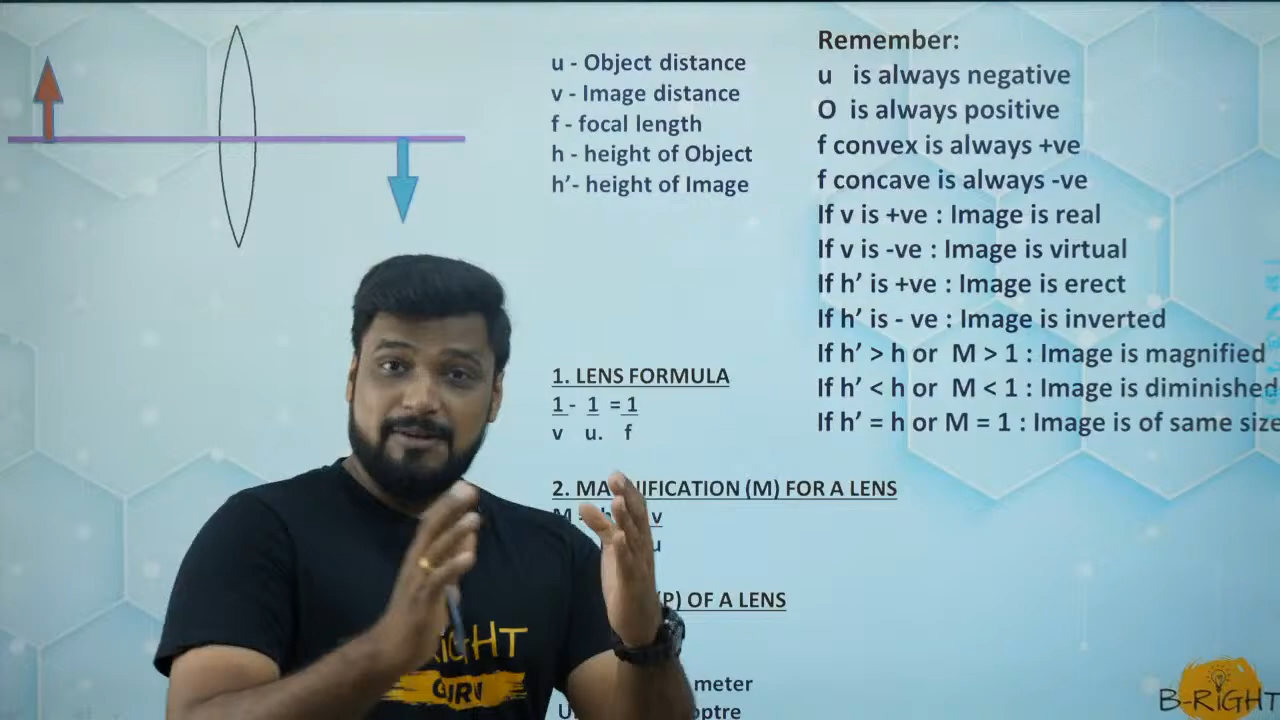 u - Object distance
v - Image distance
f - focal length
h - height of Object
h’- height of Image
Remember:
u is always negative
O is always positive
f convex is always +ve
f concave is always -ve
If v is +ve : Image is real
If v is -ve : Image is virtual
If h’ is +ve : Image is erect
If h’ is - ve : Image is inverted
If h’ > h or M > 1 : Image is magnified
If h’ < h or M < 1 : Image is diminished
If h’ = h or M = 1 : Image is of same size
1. LENS FORMULA
1 - 1 = 1
v u. f
2. MAGNIFICATION (M) FOR A LENS
v
u
(P) OF A LENS
meter
GURU
B-RIGHT